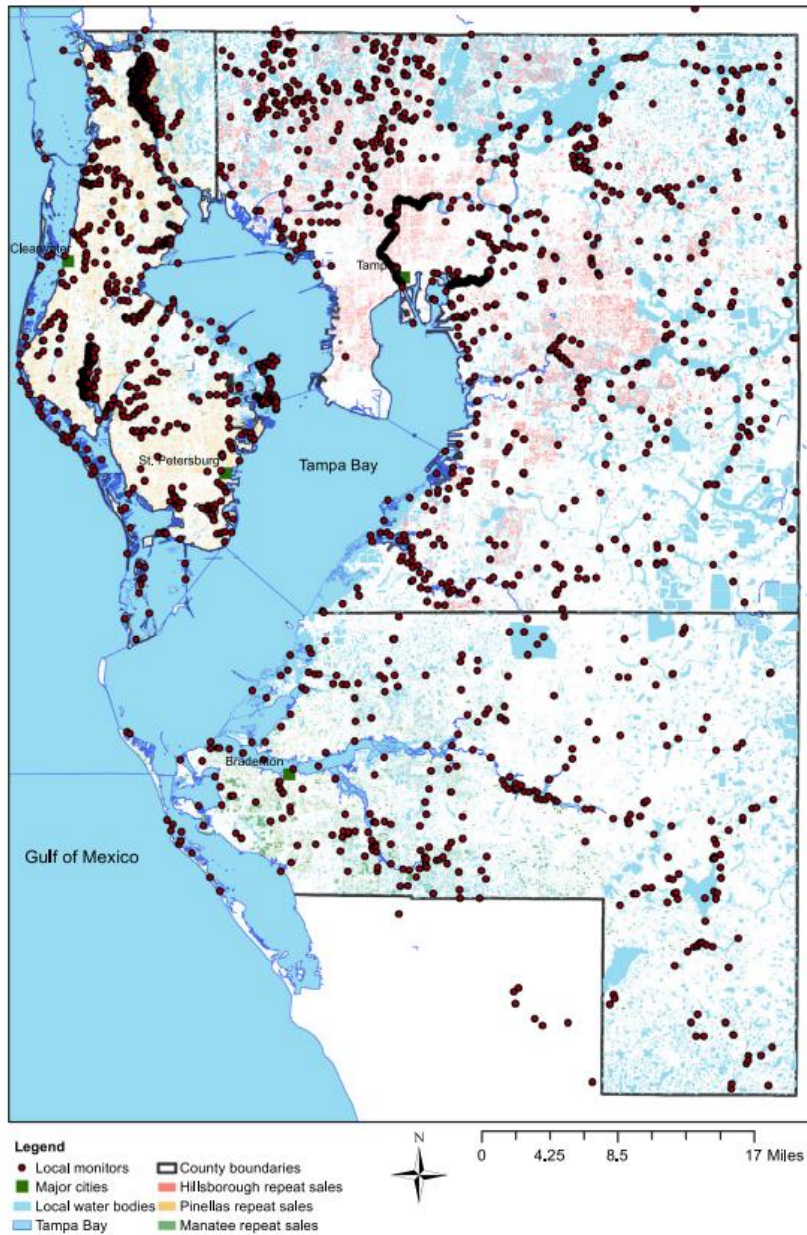 Clearwater
Tamp
St. Petersburg
Tampa Bay
Bradenton
Gulf of Mexico
Legend
Local monitors
County boundaries
Major cities
Hillsborough repeat sales
Local water bodies
Pinellas repeat sales
Tampa Bay
Manatee repeat sales
N
0 4.25 8.5 17 Miles